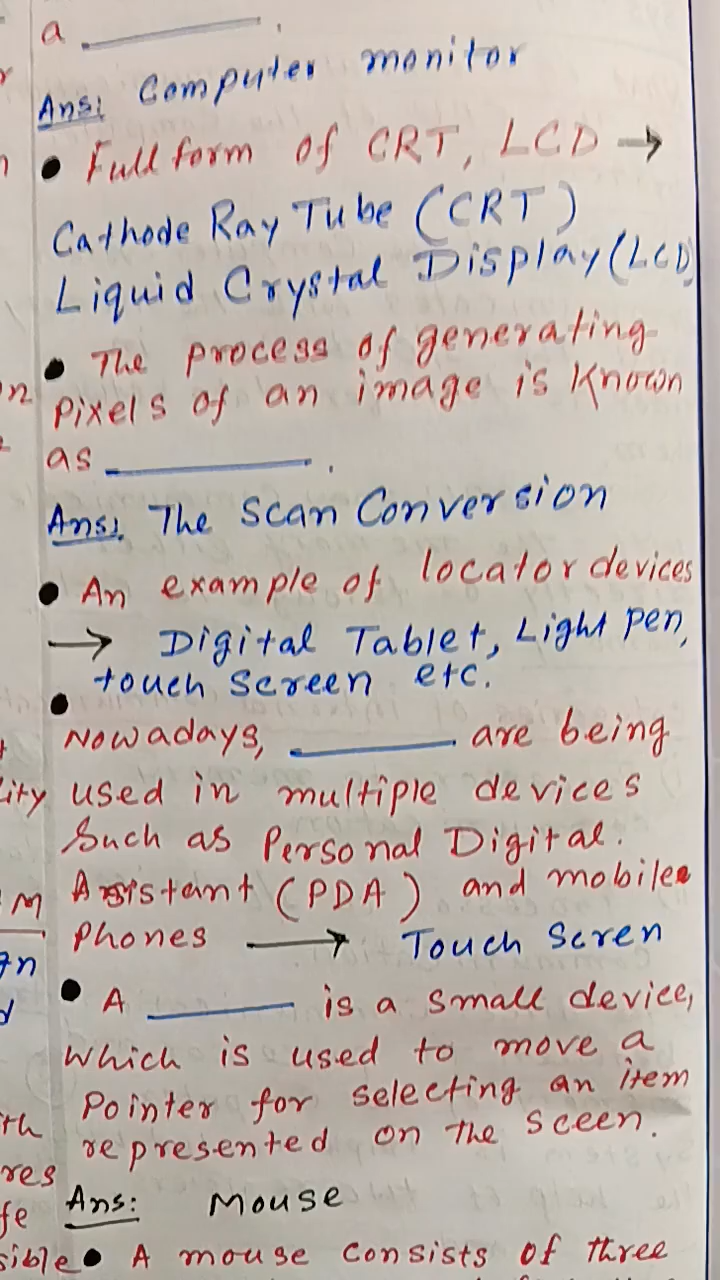 a ________.
Ans: Computer monitor
• Full form of CRT, LCD →
Cathode Ray Tube (CRT)
Liquid Crystal Display (LCD)
• The process of generating
pixels of an image is known
as ________.
Ans: The Scan Conversion
• An example of locator devices
→ Digital Tablet, Light pen,
touch screen etc.
• Nowadays, ________ are being
used in multiple devices
Such as Personal Digital.
Assistant (PDA) and mobile
Phones → Touch Scren
• A ________ is a small device,
which is used to move a
Pointer for selecting an item
represented on the sceen.
Ans: Mouse
• A mouse consists of three